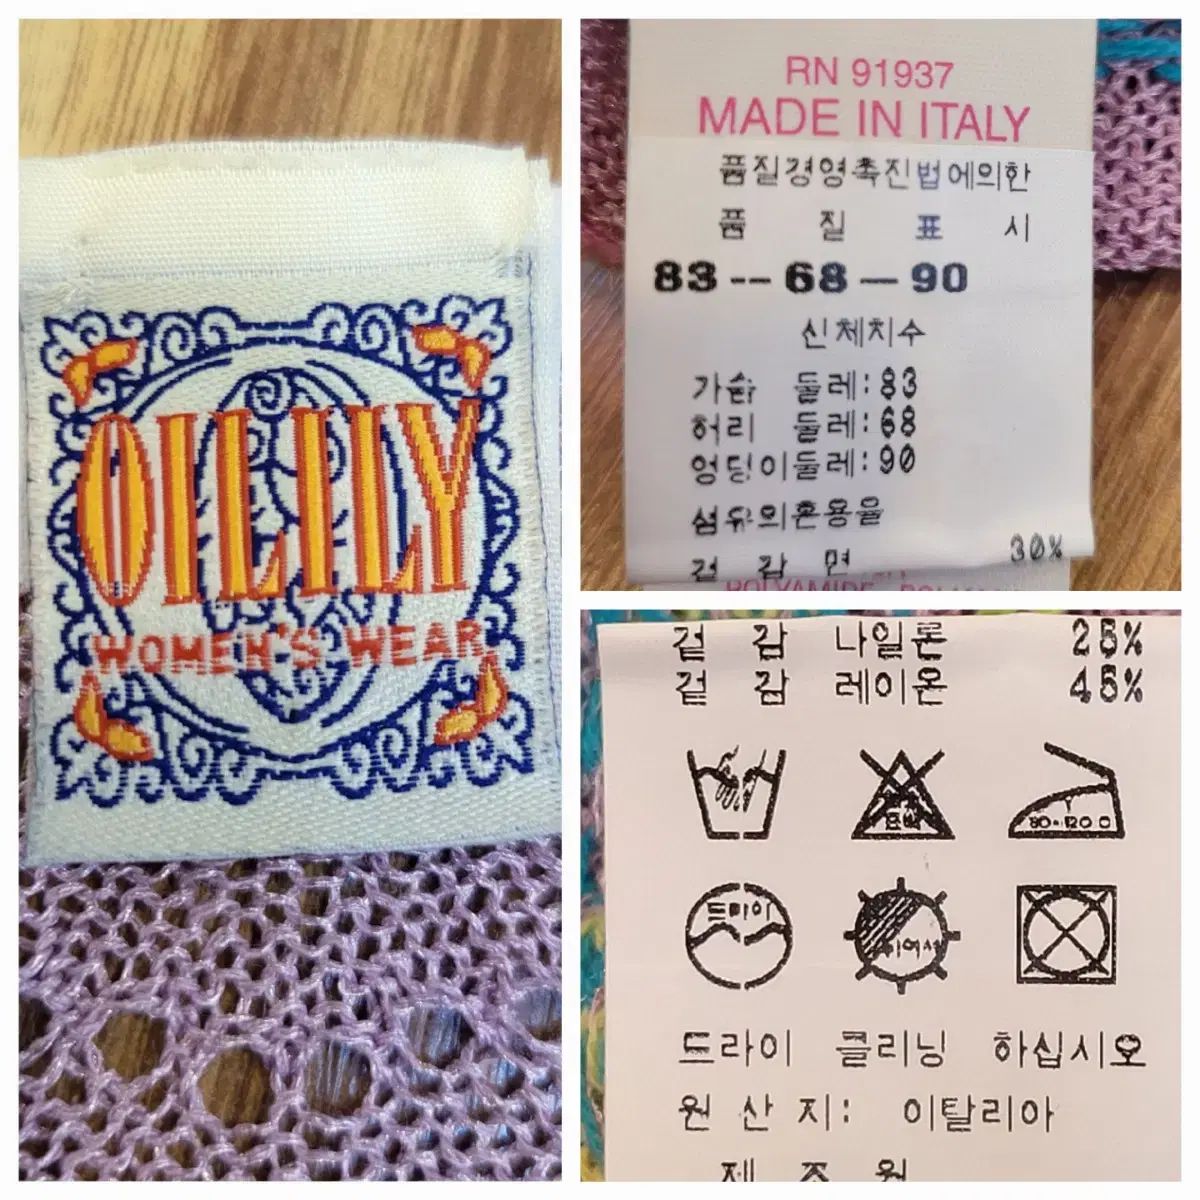 OILILY
WOMEN'S WEAR
RN 91937
MADE IN ITALY
품질경영촉진법에의한
품 질 표 시
83--68-90
신체치수
가슴 둘레:83
허리 둘레:68
엉덩이둘레:90
섬유의혼용율
겉 감 면 30%
POLYAMIDE
겉 감 나일론 25%
겉 감 레이온 45%
80-120 C
드라이
드라이 클리닝 하십시오
원 산 지: 이탈리아
제 조 원